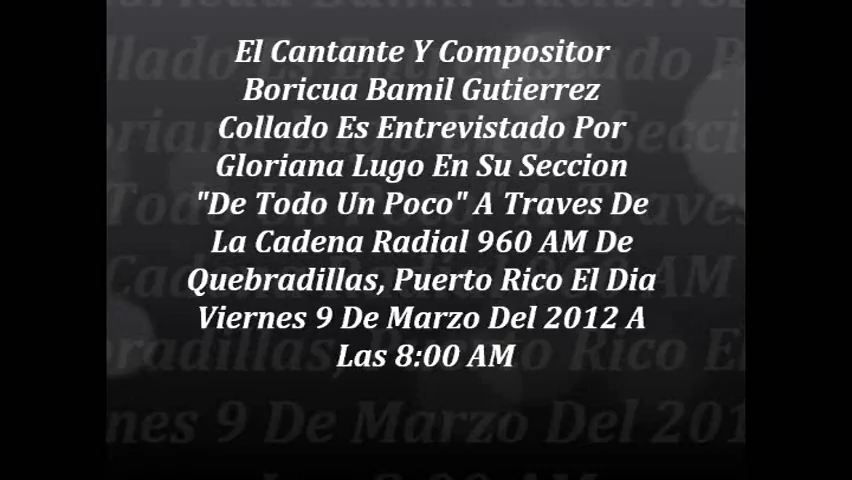 El Cantante Y Compositor
Boricua Bamil Gutierrez
Collado Es Entrevistado Por
Gloriana Lugo En Su Seccion
"De Todo Un Poco" A Traves De
La Cadena Radial 960 AM De
Quebradillas, Puerto Rico El Dia
Viernes 9 De Marzo Del 2012 A
Las 8:00 AM